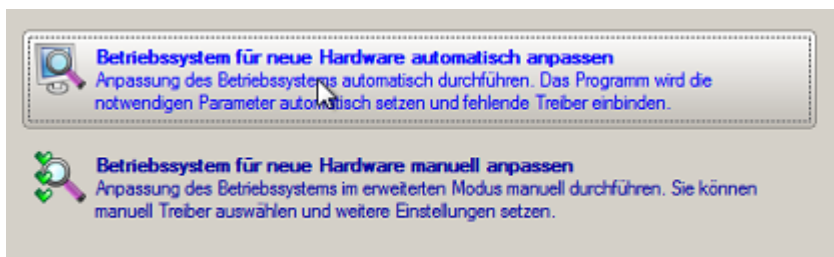 Betriebssystem für neue Hardware automatisch anpassen
Anpassung des Betriebssystems automatisch durchführen. Das Programm wird die
notwendigen Parameter automatisch setzen und fehlende Treiber einbinden.
Betriebssystem für neue Hardware manuell anpassen
Anpassung des Betriebssystems im erweiterten Modus manuell durchführen. Sie können
manuell Treiber auswählen und weitere Einstellungen setzen.